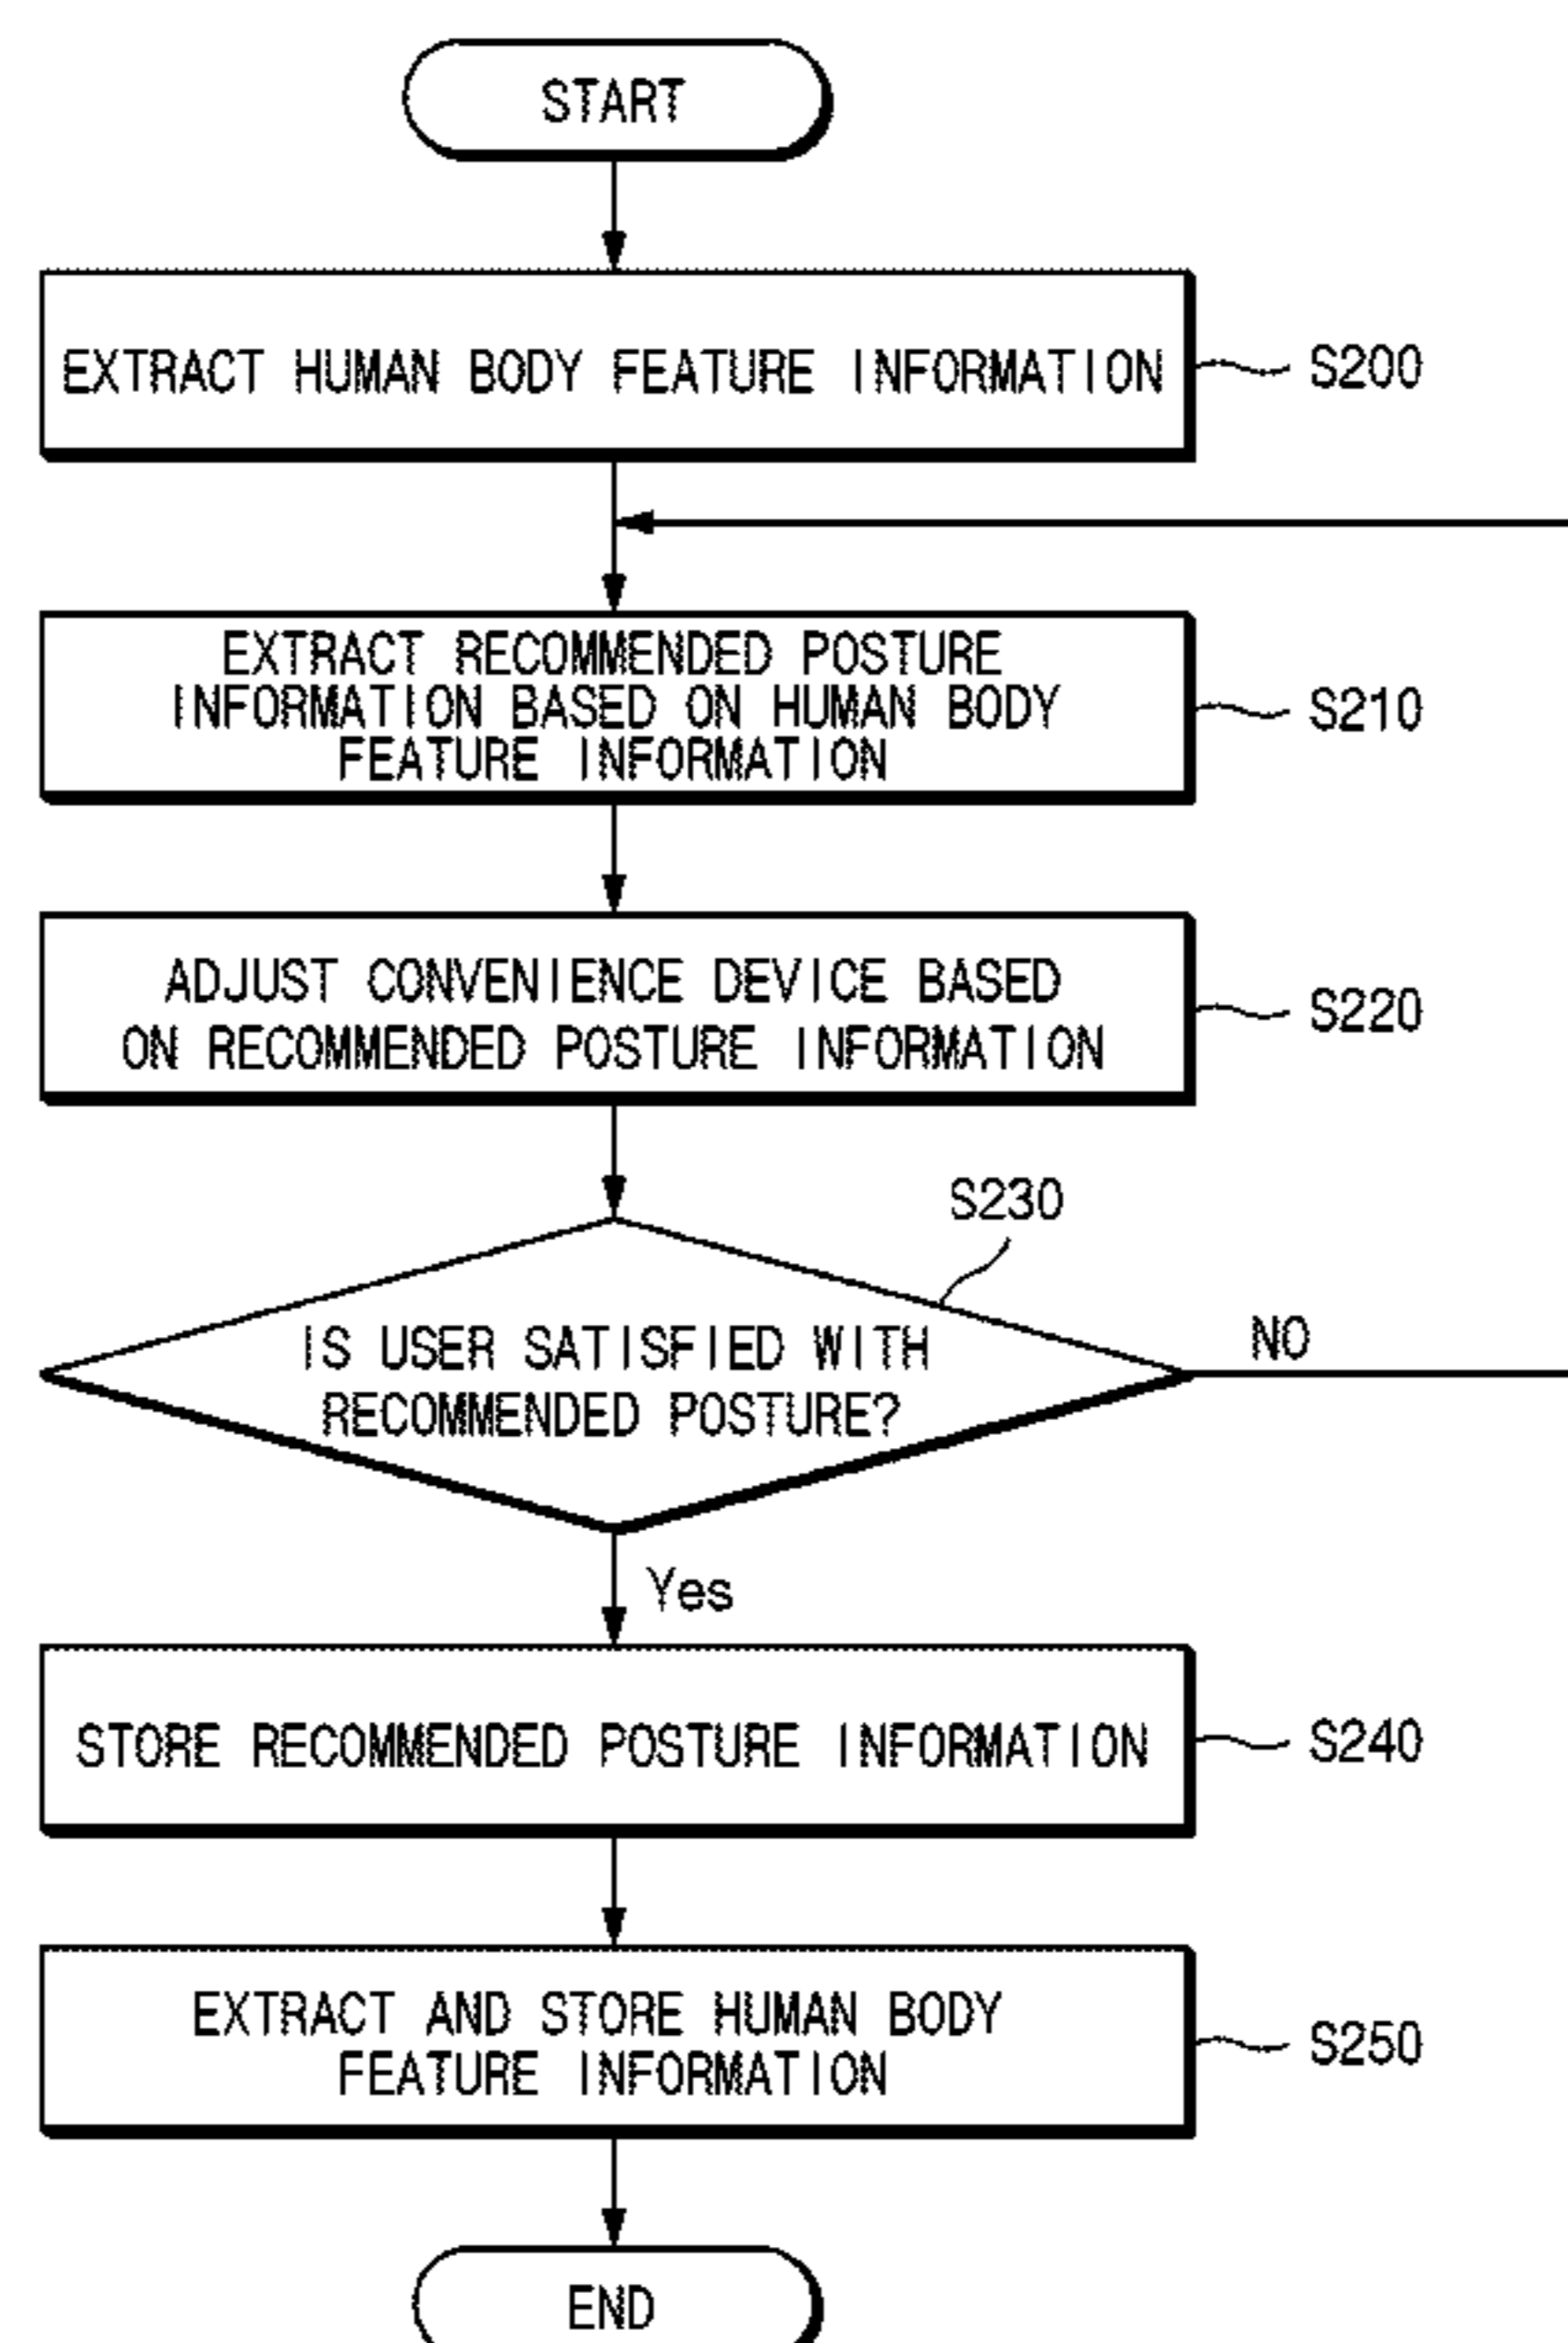 START
EXTRACT HUMAN BODY FEATURE INFORMATION
S200
EXTRACT RECOMMENDED POSTURE
INFORMATION BASED ON HUMAN BODY
FEATURE INFORMATION
S210
ADJUST CONVENIENCE DEVICE BASED
ON RECOMMENDED POSTURE INFORMATION
S220
S230
IS USER SATISFIED WITH
RECOMMENDED POSTURE?
NO
Yes
STORE RECOMMENDED POSTURE INFORMATION
S240
EXTRACT AND STORE HUMAN BODY
FEATURE INFORMATION
S250
END